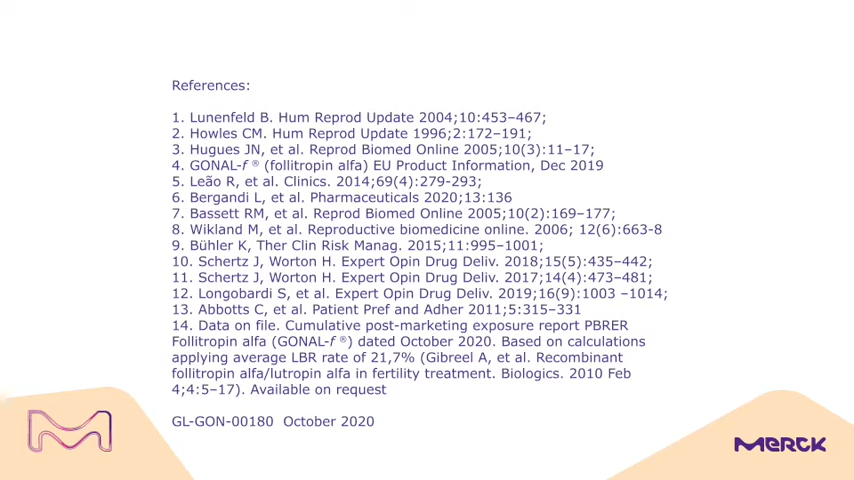 References:
1. Lunenfeld B. Hum Reprod Update 2004;10:453–467;
2. Howles CM. Hum Reprod Update 1996;2:172–191;
3. Hugues JN, et al. Reprod Biomed Online 2005;10(3):11–17;
4. GONAL-f ® (follitropin alfa) EU Product Information, Dec 2019
5. Leão R, et al. Clinics. 2014;69(4):279-293;
6. Bergandi L, et al. Pharmaceuticals 2020;13:136
7. Bassett RM, et al. Reprod Biomed Online 2005;10(2):169–177;
8. Wikland M, et al. Reproductive biomedicine online. 2006; 12(6):663-8
9. Bühler K, Ther Clin Risk Manag. 2015;11:995–1001;
10. Schertz J, Worton H. Expert Opin Drug Deliv. 2018;15(5):435–442;
11. Schertz J, Worton H. Expert Opin Drug Deliv. 2017;14(4):473–481;
12. Longobardi S, et al. Expert Opin Drug Deliv. 2019;16(9):1003 –1014;
13. Abbotts C, et al. Patient Pref and Adher 2011;5:315–331
14. Data on file. Cumulative post-marketing exposure report PBRER
Follitropin alfa (GONAL-f ®) dated October 2020. Based on calculations
applying average LBR rate of 21,7% (Gibreel A, et al. Recombinant
follitropin alfa/lutropin alfa in fertility treatment. Biologics. 2010 Feb
4;4:5–17). Available on request
GL-GON-00180 October 2020
M
MERCK